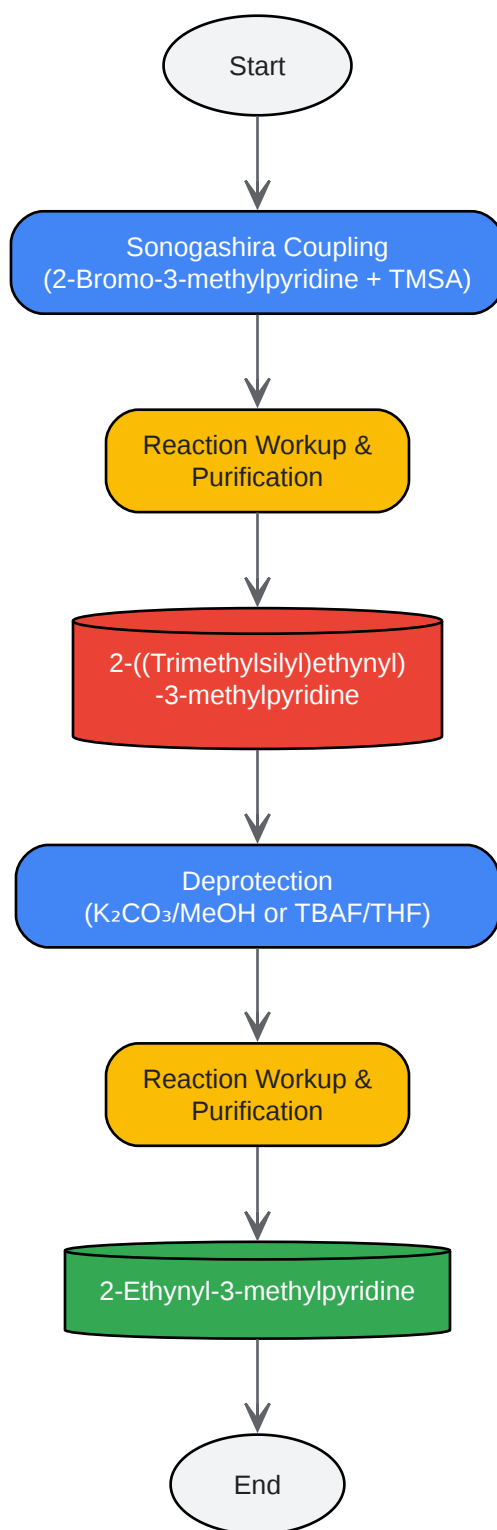 Start
Sonogashira Coupling
(2-Bromo-3-methylpyridine + TMSA)
Reaction Workup &
Purification
2-((Trimethylsilyl)ethynyl)
-3-methylpyridine
Deprotection
(K₂CO₃/MeOH or TBAF/THF)
Reaction Workup &
Purification
2-Ethynyl-3-methylpyridine
End